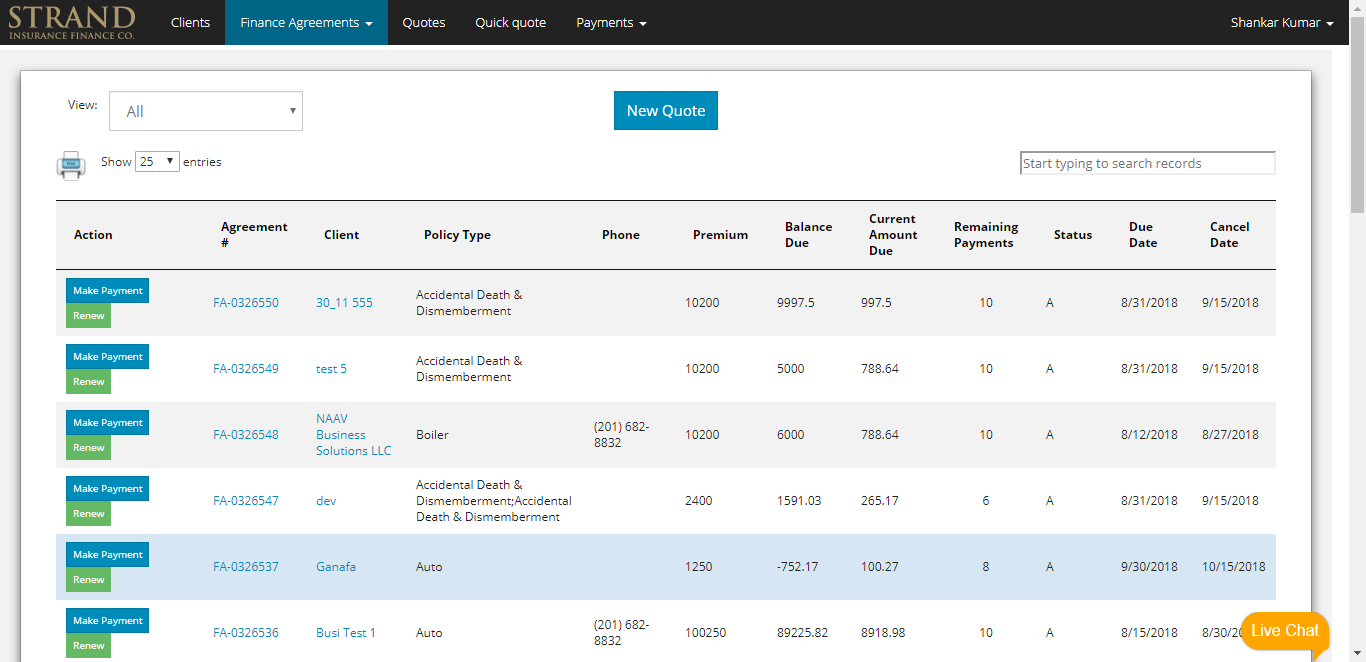 STRAND
INSURANCE FINANCE CO.
Clients
Finance Agreements
Quotes
Quick quote
Payments
Shankar Kumar
View:
All
New Quote
Show 25 entries
Start typing to search records
Action
Agreement
#
Client
Policy Type
Phone
Premium
Balance
Due
Current
Amount
Due
Remaining
Payments
Status
Due
Date
Cancel
Date
Make Payment
Renew
FA-0326550
30_11 555
Accidental Death &
Dismemberment
10200
9997.5
997.5
10
A
8/31/2018
9/15/2018
Make Payment
Renew
FA-0326549
test 5
Accidental Death &
Dismemberment
10200
5000
788.64
10
A
8/31/2018
9/15/2018
Make Payment
Renew
FA-0326548
NAAV
Business
Solutions LLC
Boiler
(201) 682-
8832
10200
6000
788.64
10
A
8/12/2018
8/27/2018
Make Payment
Renew
FA-0326547
dev
Accidental Death &
Dismemberment;Accidental
Death & Dismemberment
2400
1591.03
265.17
6
A
8/31/2018
9/15/2018
Make Payment
Renew
FA-0326537
Ganafa
Auto
1250
-752.17
100.27
8
A
9/30/2018
10/15/2018
Make Payment
Renew
FA-0326536
Busi Test 1
Auto
(201) 682-
8832
100250
89225.82
8918.98
10
A
8/15/2018
Live Chat